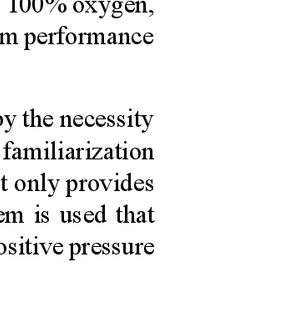 100% oxygen,
m performance
by the necessity
familiarization
t only provides
em is used that
ositive pressure